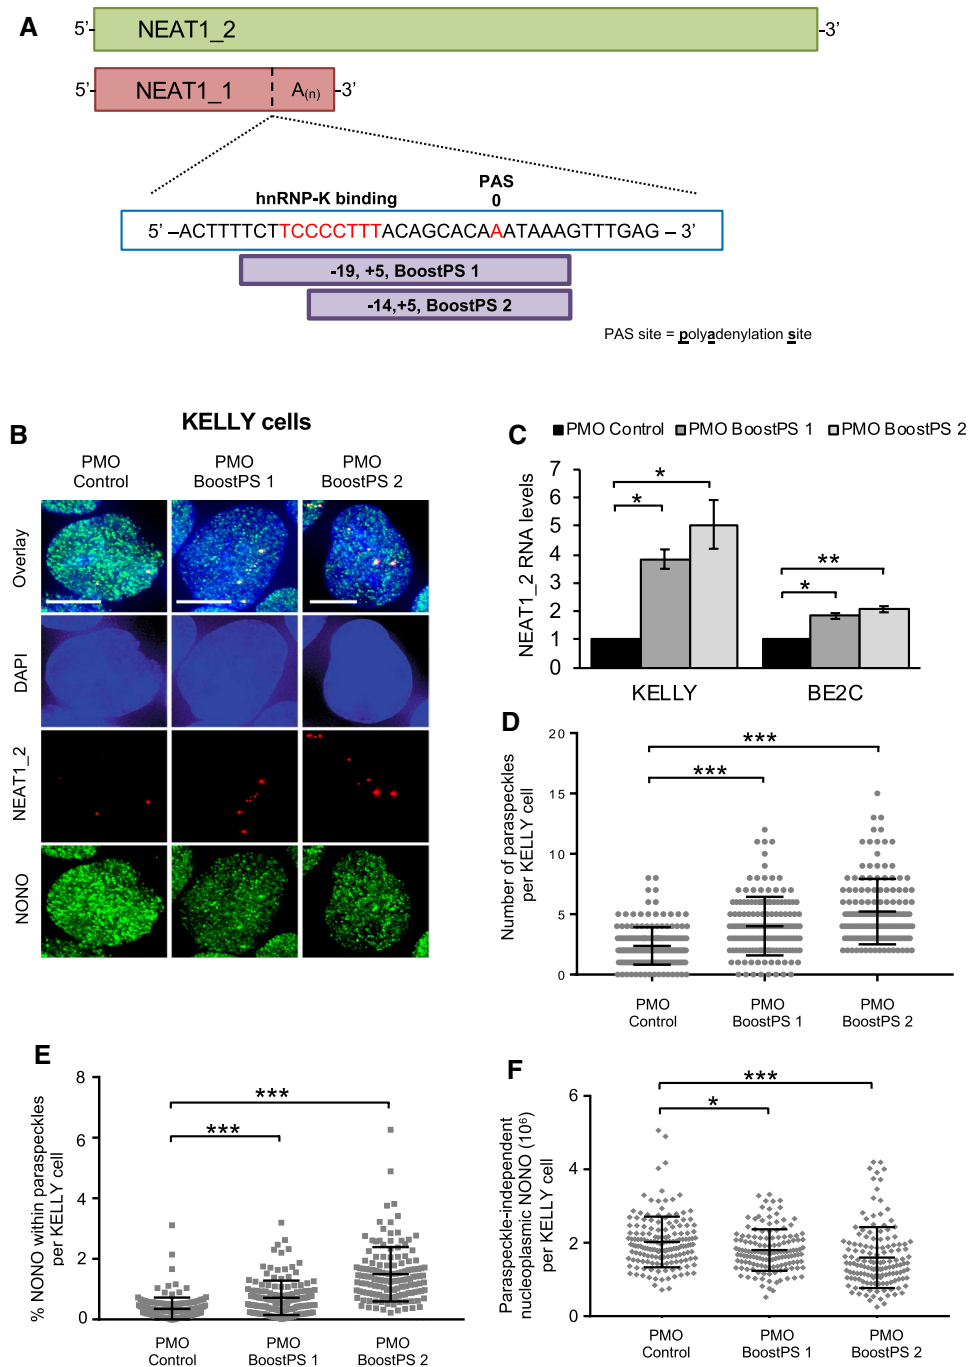 A
5’
NEAT1_2
3’
5’
NEAT1_1
A(n)
3’
hnRNP-K binding
PAS
0
5’ –ACTTTTCTTCCCCTTTACAGCACAAATAAAGTTTGAG – 3’
-19, +5, BoostPS 1
-14,+5, BoostPS 2
PAS site = polyadenylation site
B
KELLY cells
PMO Control
PMO BoostPS 1
PMO BoostPS 2
Overlay
DAPI
NEAT1_2
NONO
C
PMO Control
PMO BoostPS 1
PMO BoostPS 2
NEAT1_2 RNA levels
7
6
5
4
3
2
1
0
*
*
**
*
KELLY
BE2C
D
Number of paraspeckles
per KELLY cell
20
15
10
5
0
***
***
PMO
Control
PMO
BoostPS 1
PMO
BoostPS 2
E
% NONO within paraspeckles
per KELLY cell
8
6
4
2
0
***
***
PMO
Control
PMO
BoostPS 1
PMO
BoostPS 2
F
Paraspeckle-independent
nucleoplasmic NONO (10⁶)
per KELLY cell
6
4
2
0
***
*
PMO
Control
PMO
BoostPS 1
PMO
BoostPS 2